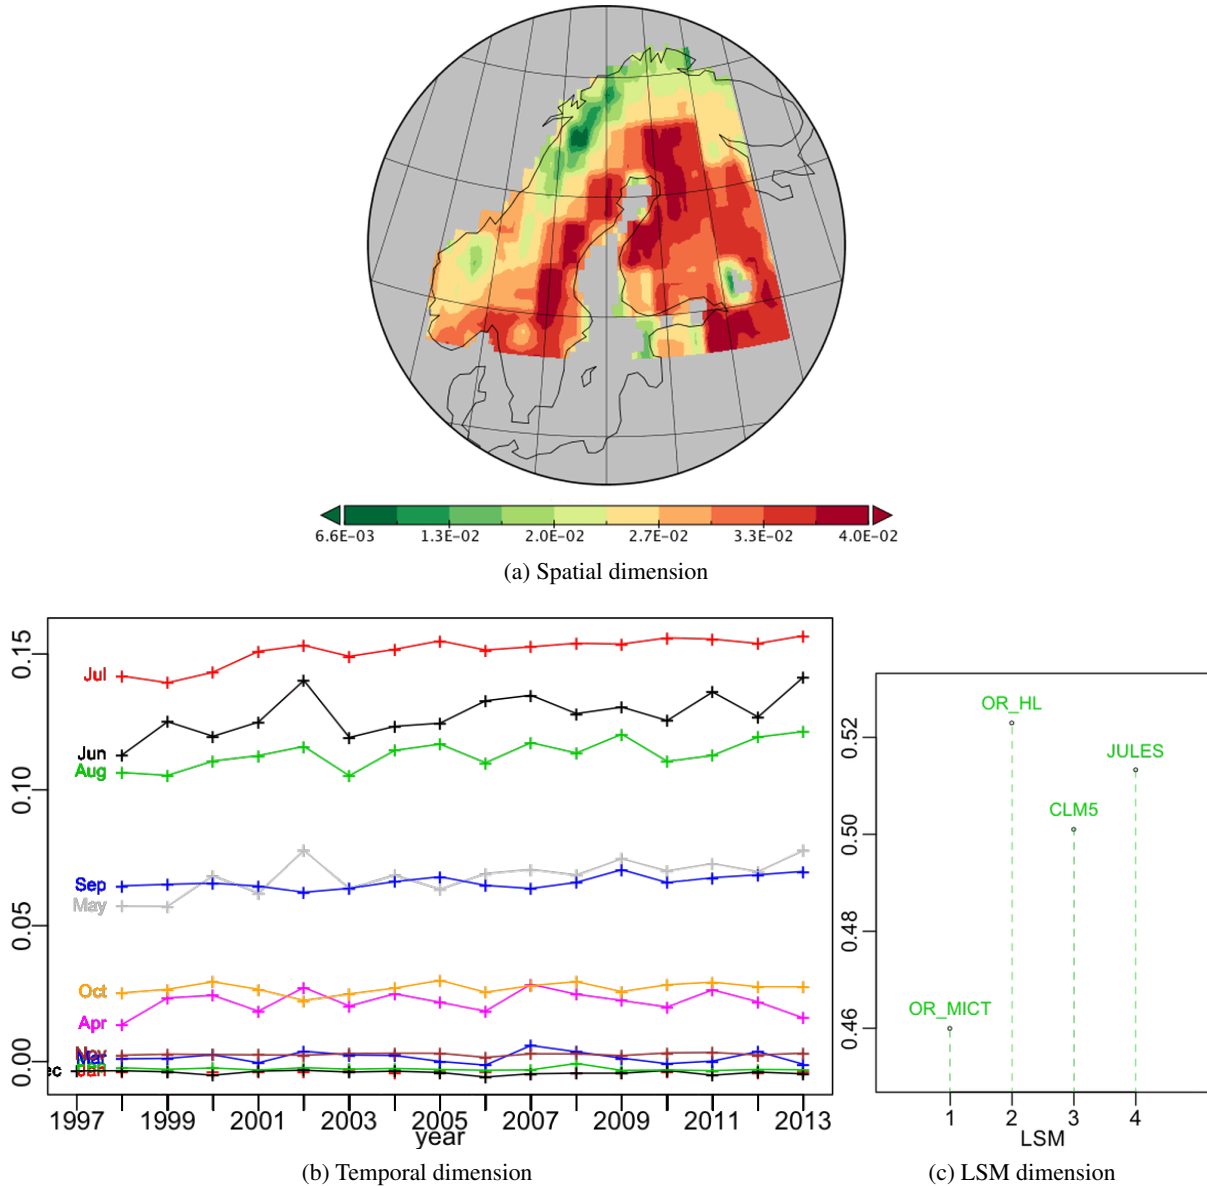 6.6E-03 1.3E-02 2.0E-02 2.7E-02 3.3E-02 4.0E-02
(a) Spatial dimension
0.15
0.10
0.05
0.00
Jul
Jun
Aug
Sep
May
Oct
Apr
Nov
Mar
Jan
1997 1999 2001 2003 2005 2007 2009 2011 2013
year
(b) Temporal dimension
0.52
0.50
0.48
0.46
OR_HL
JULES
CLM5
OR_MICT
1 2 3 4
LSM
(c) LSM dimension